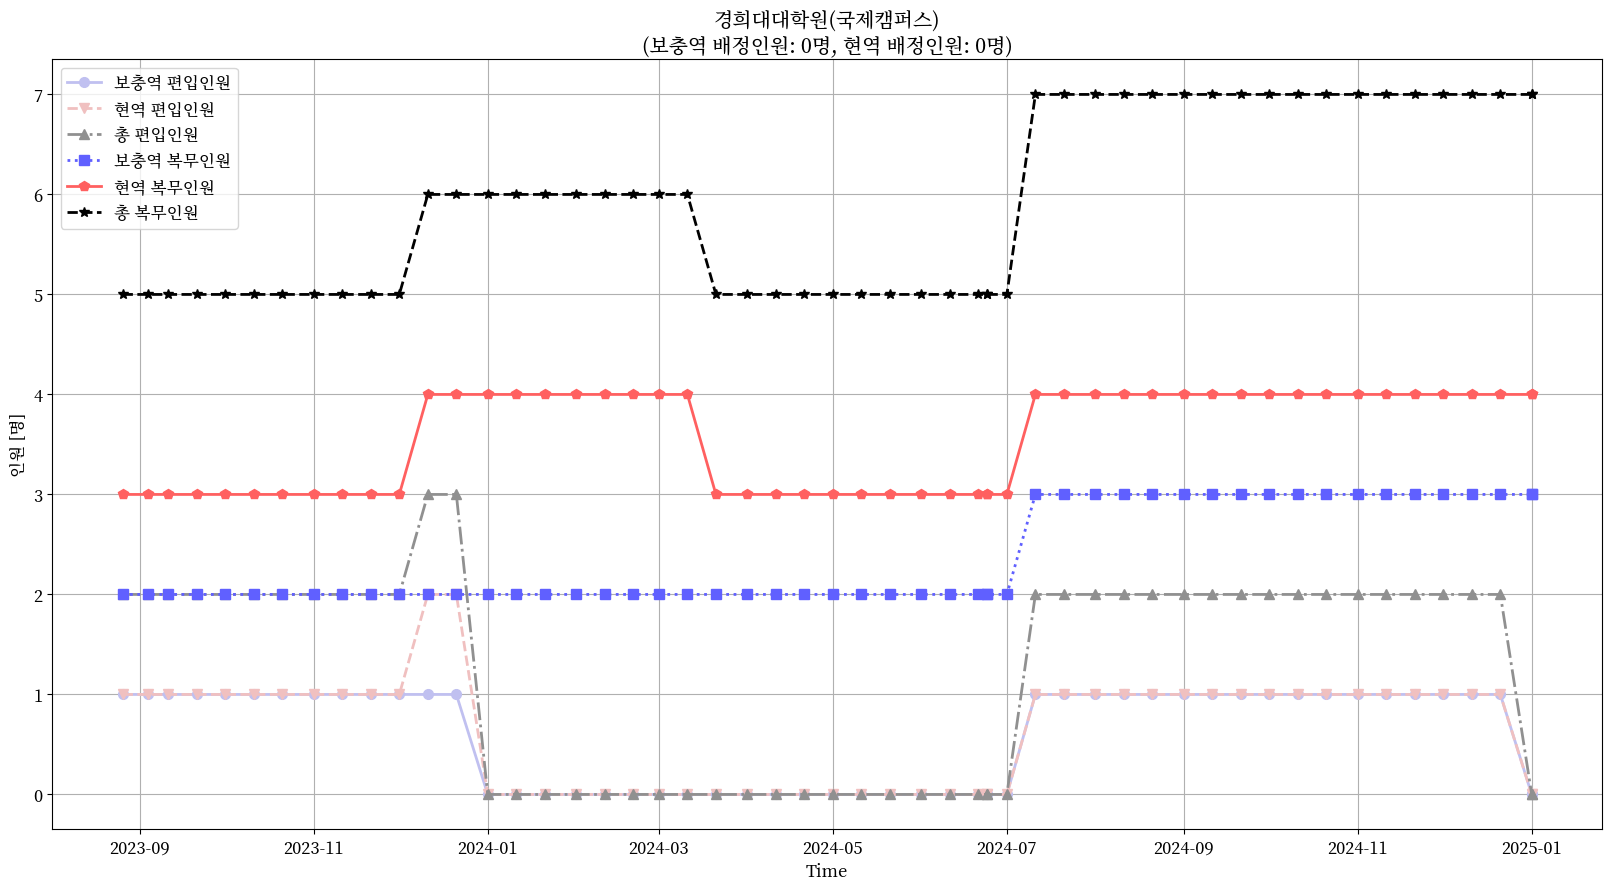 경희대대학원(국제캠퍼스)
(보충역 배정인원: 0명, 현역 배정인원: 0명)
보충역 편입인원
현역 편입인원
총 편입인원
보충역 복무인원
현역 복무인원
총 복무인원
7
6
5
4
3
2
1
0
인원 [명]
2023-09
2023-11
2024-01
2024-03
2024-05
2024-07
2024-09
2024-11
2025-01
Time